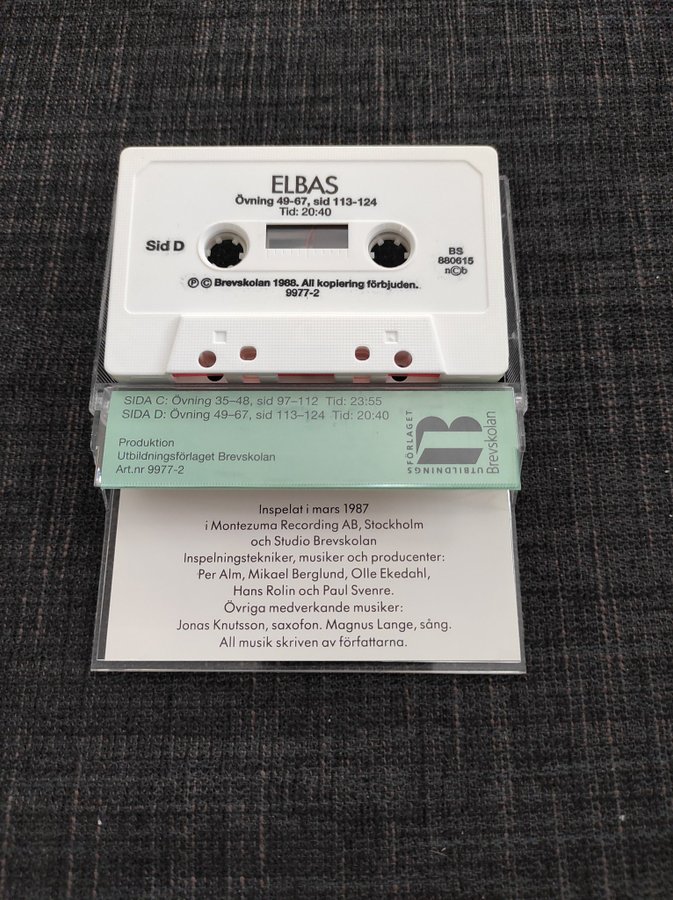 ELBAS
Övning 49-67, sid 113-124
Tid: 20:40
Sid D
BS
880615
n©b
Ⓟ © Brevskolan 1988. All kopiering förbjuden.
9977-2
SIDA C: Övning 35–48, sid 97–112 Tid: 23:55
SIDA D: Övning 49–67, sid 113–124 Tid: 20:40
Produktion
Utbildningsförlaget Brevskolan
Art.nr 9977-2
FÖRLAGET
UTBILDNINGS
Brevskolan
Inspelat i mars 1987
i Montezuma Recording AB, Stockholm
och Studio Brevskolan
Inspelningstekniker, musiker och producenter:
Per Alm, Mikael Berglund, Olle Ekedahl,
Hans Rolin och Paul Svenre.
Övriga medverkande musiker:
Jonas Knutsson, saxofon. Magnus Lange, sång.
All musik skriven av författarna.